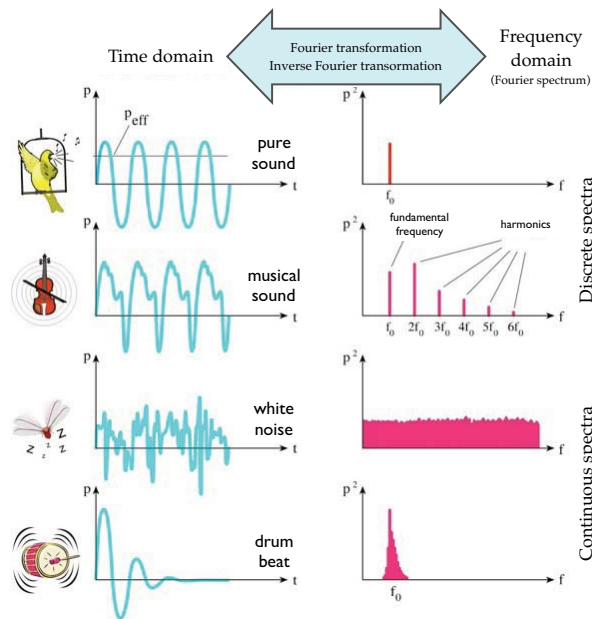 Time domain
Fourier transformation
Inverse Fourier transormation
Frequency
domain
(Fourier spectrum)
p
p_eff
pure
sound
t
p²
f₀
f
Discrete spectra
p
musical
sound
t
p²
fundamental
frequency
harmonics
f₀ 2f₀ 3f₀ 4f₀ 5f₀ 6f₀
f
z z z z z
p
white
noise
t
p²
f
Continuous spectra
p
drum
beat
t
p²
f₀
f